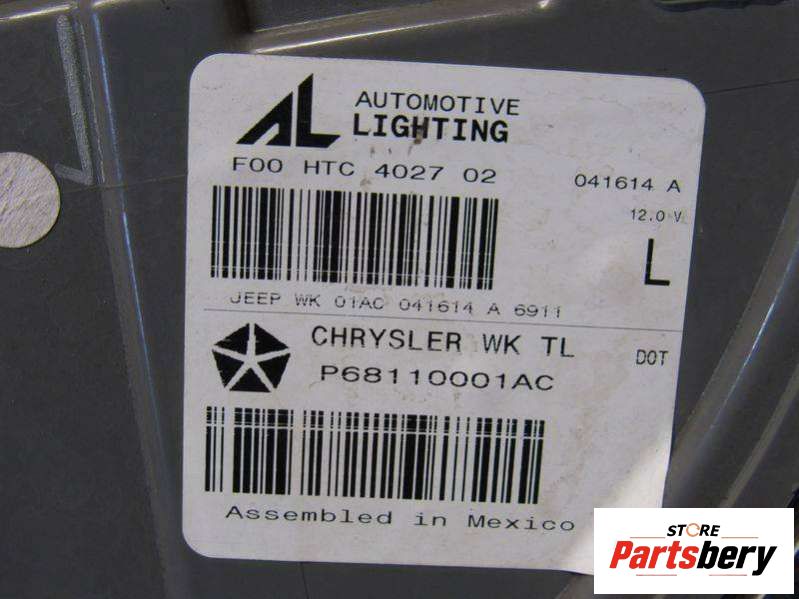 AL AUTOMOTIVE
LIGHTING
F00 HTC 4027 02
041614 A
12.0 V
L
JEEP WK 01AC 041614 A 6911
CHRYSLER WK TL
DOT
P68110001AC
Assembled in Mexico
STORE
Partsbery